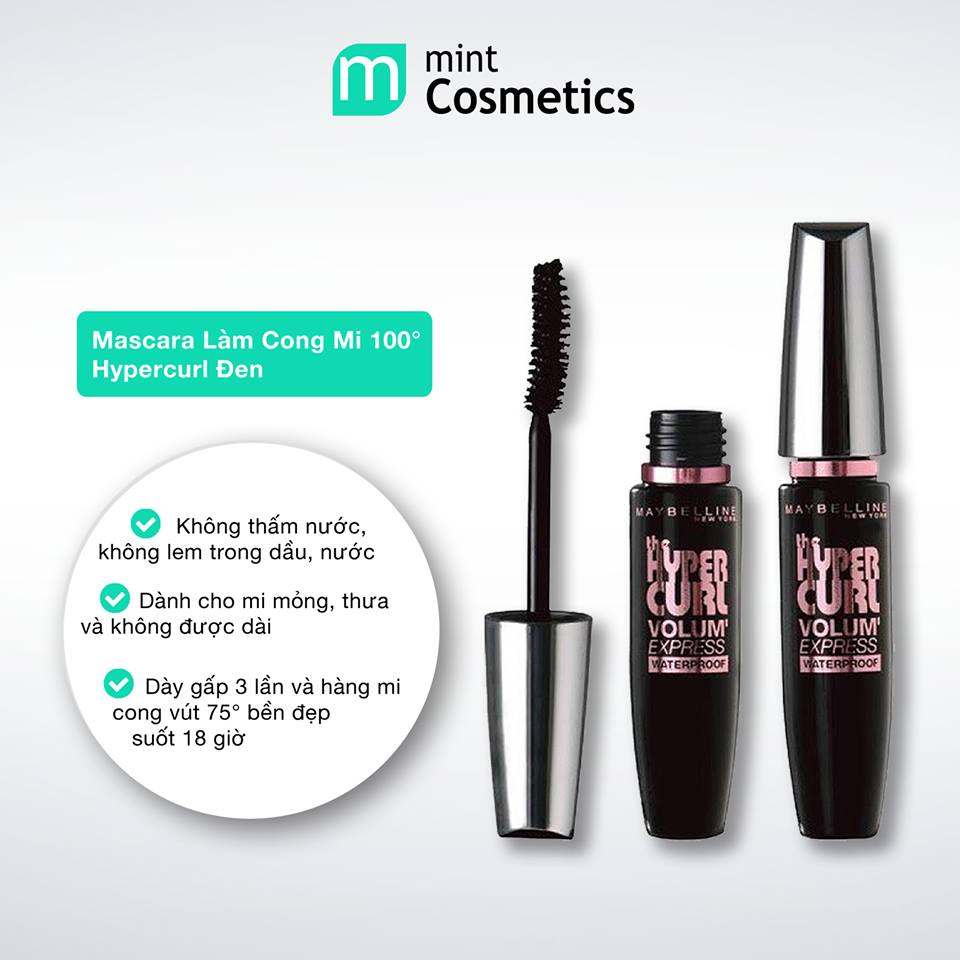 m
mint
Cosmetics
Mascara Làm Cong Mi 100°
Hypercurl Đen
Không thấm nước,
không lem trong dầu, nước
Dành cho mi mỏng, thưa
và không được dài
Dày gấp 3 lần và hàng mi
cong vút 75° bền đẹp
suốt 18 giờ
MAYBELLINE
NEW YORK
the
HYPER
CURL
VOLUM'
EXPRESS
WATERPROOF
MAYBELLINE
NEW YORK
the
HYPER
CURL
VOLUM'
EXPRESS
WATERPROOF